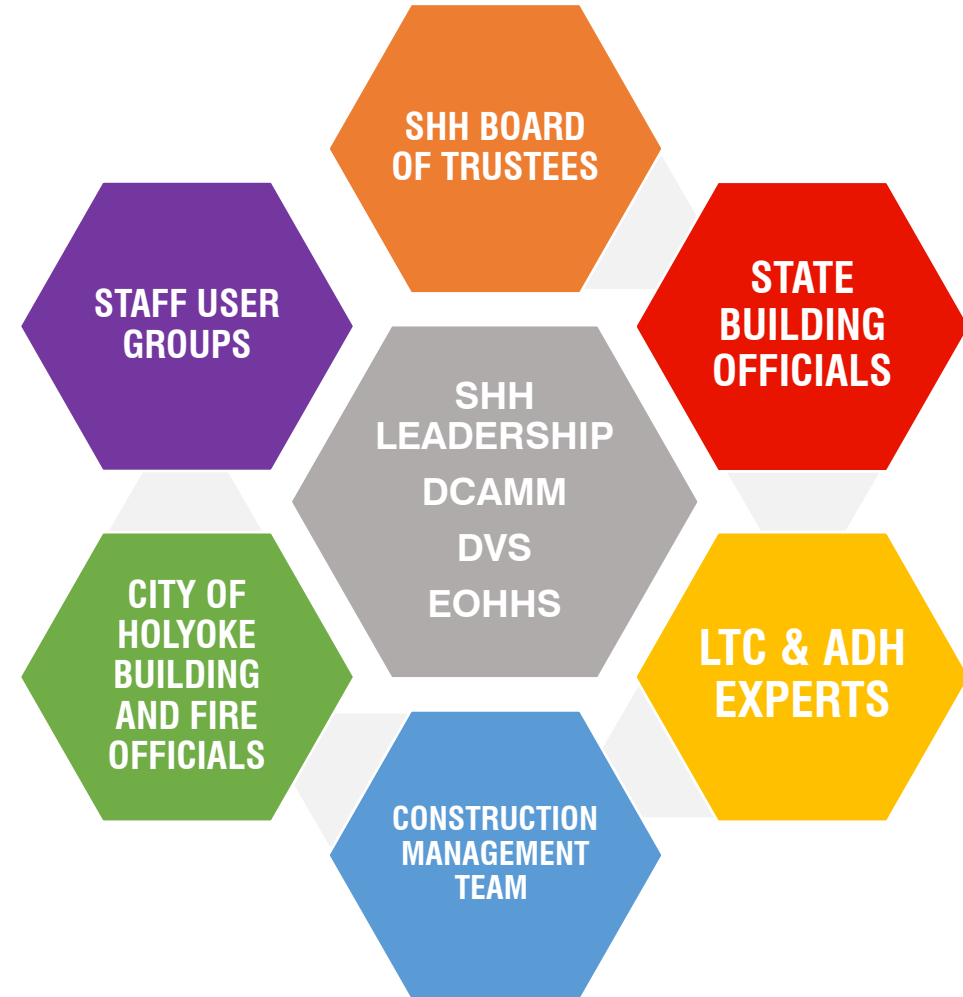 SHH BOARD
OF TRUSTEES
STAFF USER
GROUPS
STATE
BUILDING
OFFICIALS
SHH
LEADERSHIP
DCAMM
DVS
EOHHS
CITY OF
HOLYOKE
BUILDING
AND FIRE
OFFICIALS
LTC & ADH
EXPERTS
CONSTRUCTION
MANAGEMENT
TEAM